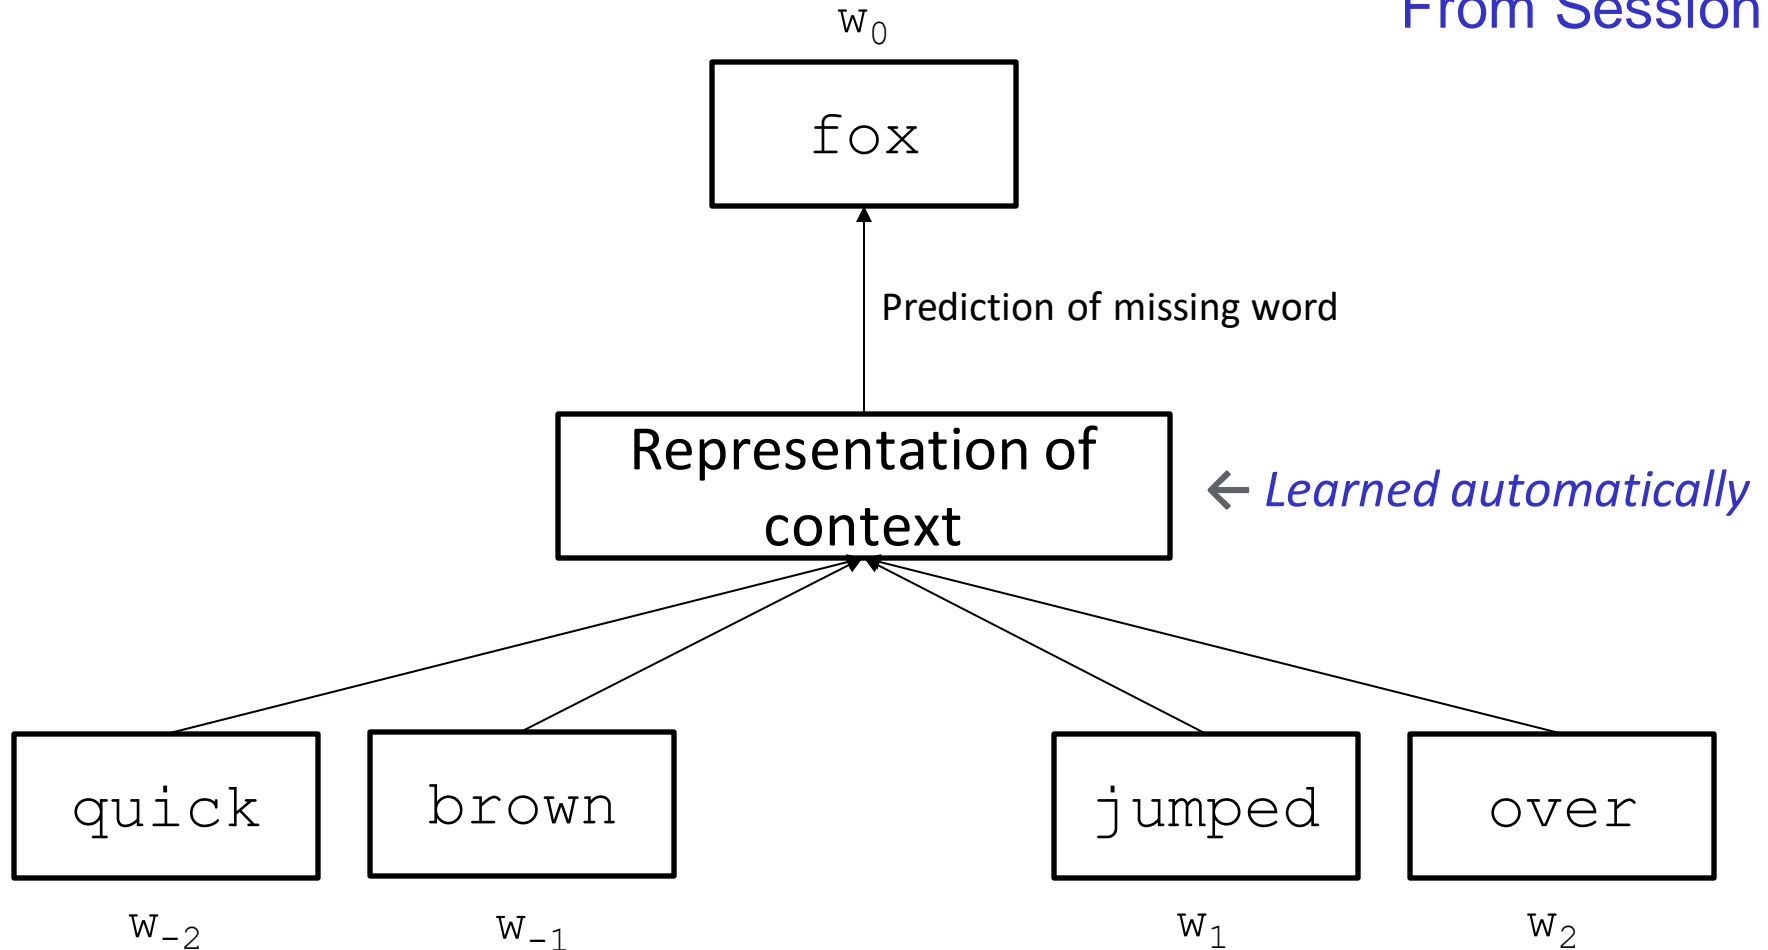 From Session
w₀
fox
Prediction of missing word
Representation of
context
← Learned automatically
quick
brown
jumped
over
w₋₂
w₋₁
w₁
w₂